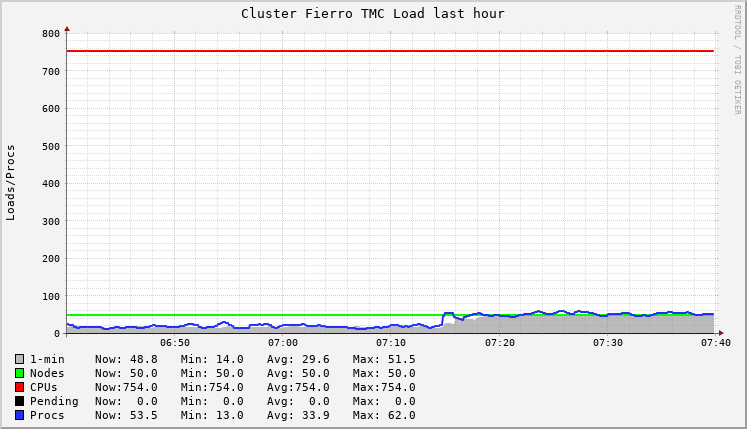 Cluster Fierro TMC Load last hour
RRDTOOL / TOBI OETIKER
Loads/Procs
800
700
600
500
400
300
200
100
0
06:50 07:00 07:10 07:20 07:30 07:40
1-min Now: 48.8 Min: 14.0 Avg: 29.6 Max: 51.5
Nodes Now: 50.0 Min: 50.0 Avg: 50.0 Max: 50.0
CPUs Now:754.0 Min:754.0 Avg:754.0 Max:754.0
Pending Now: 0.0 Min: 0.0 Avg: 0.0 Max: 0.0
Procs Now: 53.5 Min: 13.0 Avg: 33.9 Max: 62.0